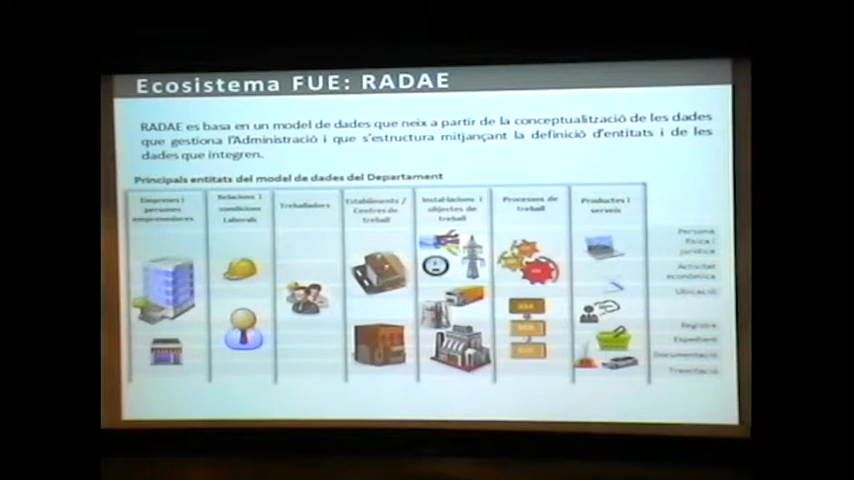 Ecosistema FUE: RADAE
RADAE es basa en un model de dades que neix a partir de la conceptualització de les dades
que gestiona l'Administració i que s'estructura mitjançant la definició d'entitats i de les
dades que integren.
Principals entitats del model de dades del Departament
Empreses i
persones
emprenedores
Relacions i
condicions
Laborals
Treballadors
Establiments /
Centres de
treball
Instal·lacions i
objectes de
treball
Processos de
treball
Productes i
serveis
Persona
física i
jurídica
Activitat
econòmica
Ubicació
Registre
Expedient
Documentació
Tramitació